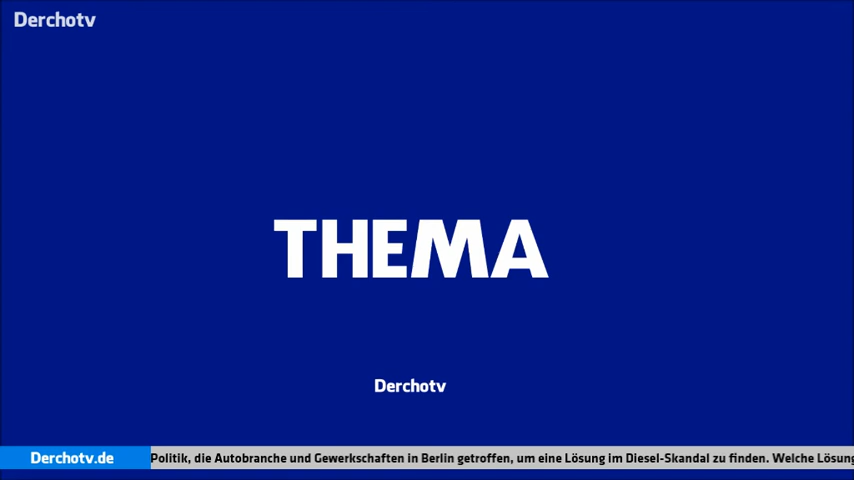 Derchotv
THEMA
Derchotv
Derchotv.de
Politik, die Autobranche und Gewerkschaften in Berlin getroffen, um eine Lösung im Diesel-Skandal zu finden. Welche Lösung